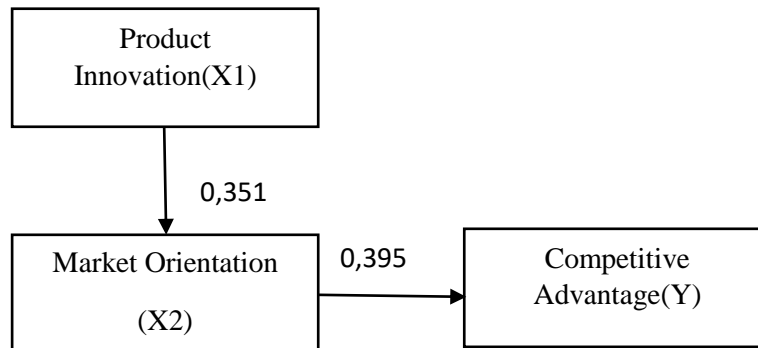 Product
Innovation(X1)
0,351
Market Orientation
(X2)
0,395
Competitive
Advantage(Y)